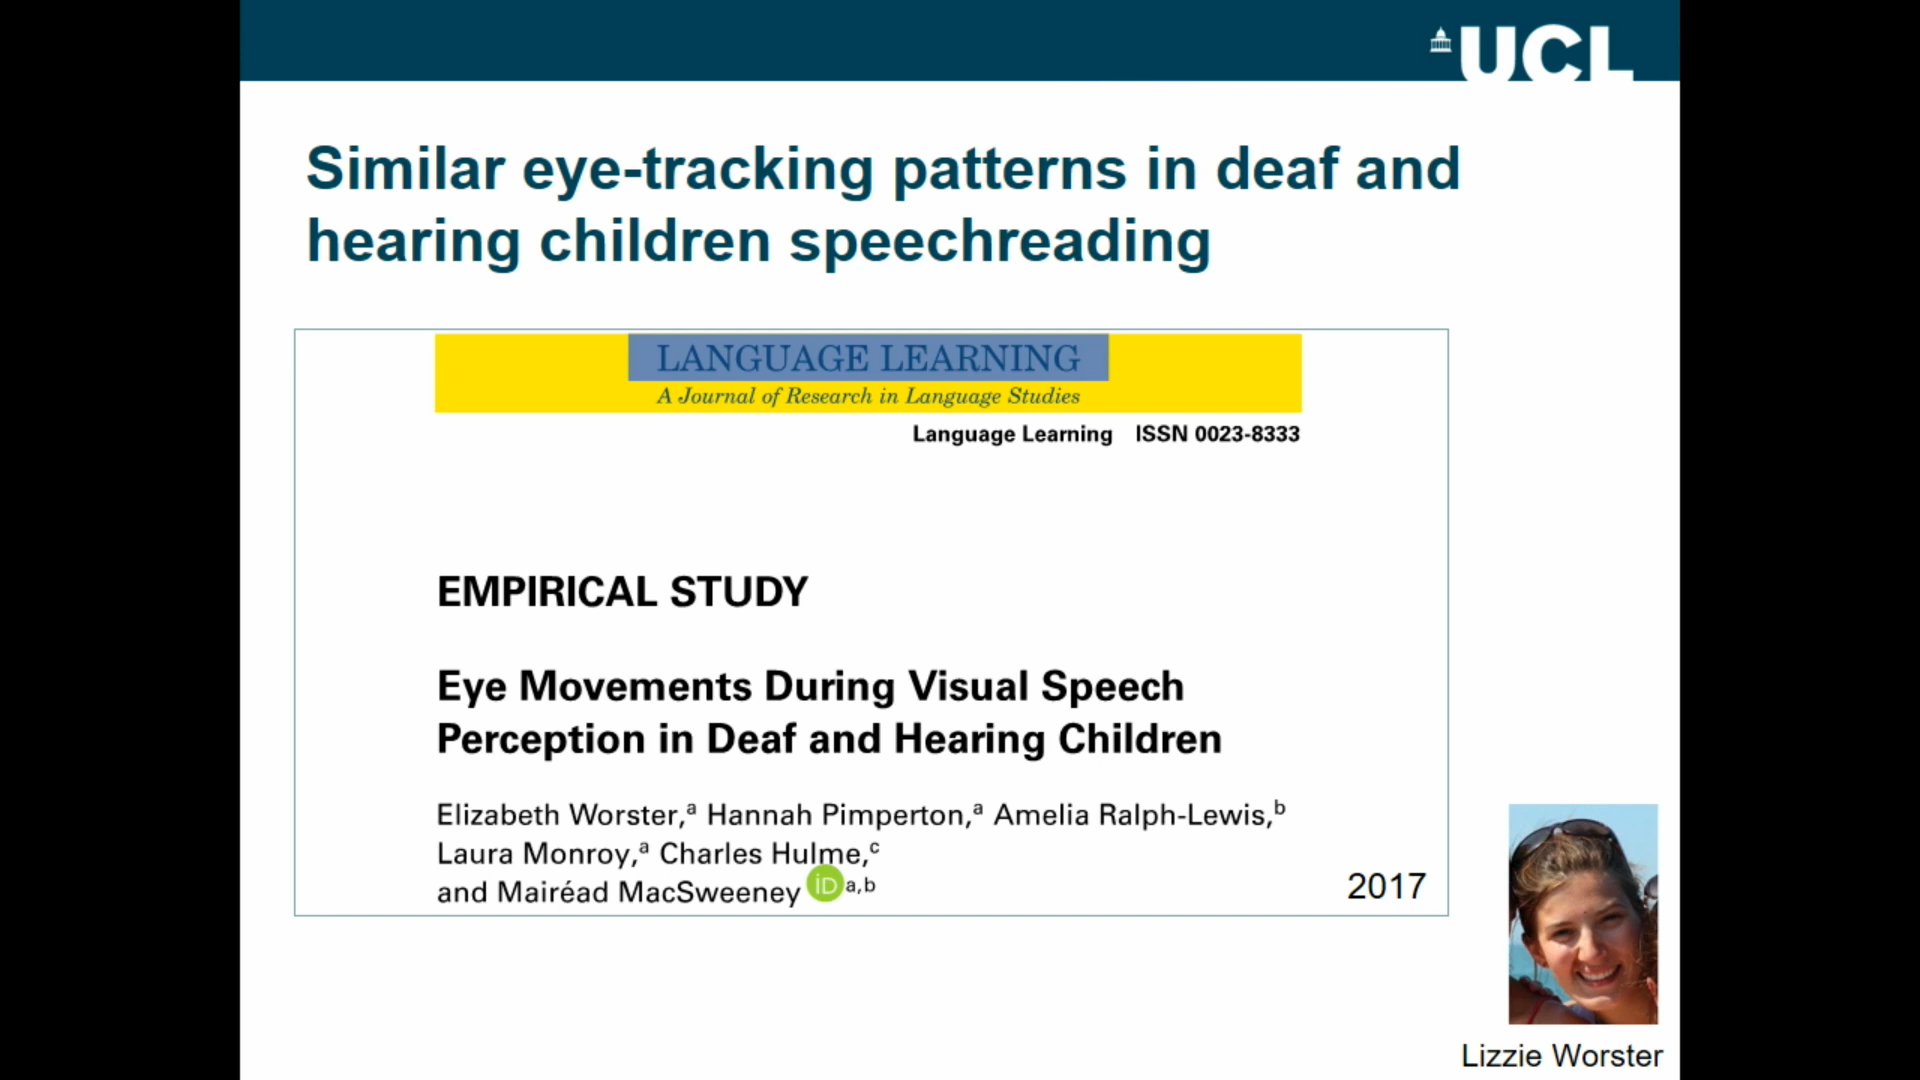 UCL
Similar eye-tracking patterns in deaf and
hearing children speechreading
LANGUAGE LEARNING
A Journal of Research in Language Studies
Language Learning ISSN 0023-8333
EMPIRICAL STUDY
Eye Movements During Visual Speech
Perception in Deaf and Hearing Children
Elizabeth Worster,ᵃ Hannah Pimperton,ᵃ Amelia Ralph-Lewis,ᵇ
Laura Monroy,ᵃ Charles Hulme,ᶜ
and Mairéad MacSweeney iD ᵃ,ᵇ
2017
Lizzie Worster